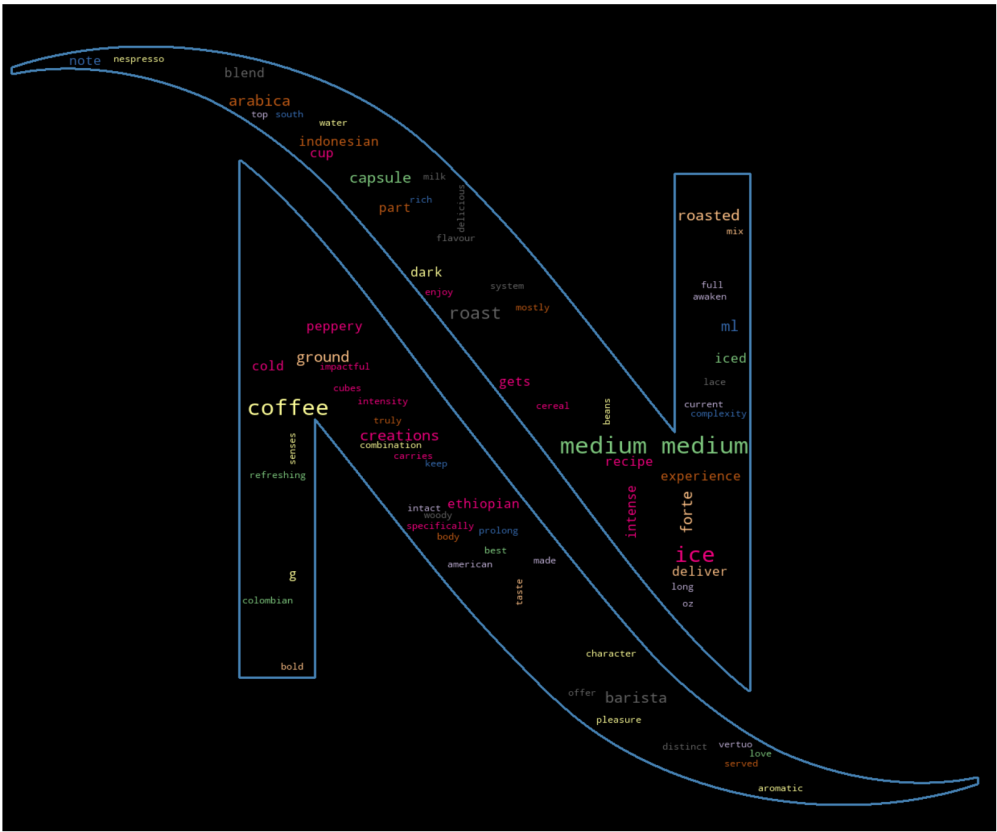 note nespresso
blend
arabica
top south
water
indonesian
cup
capsule milk
rich
part
delicious
flavour
roasted
mix
dark
system
enjoy
full
awaken
mostly
roast
peppery
ml
ground
iced
cold impactful
gets
lace
cubes
intensity
cereal
current
coffee
beans
complexity
truly
creations
combination
medium medium
senses
carries
recipe
keep
refreshing
experience
ethiopian
intact
woody
intense
forte
specifically
prolong
body
best
ice
american
made
deliver
g
long
taste
colombian
oz
character
bold
offer barista
pleasure
distinct vertuo
love
served
aromatic